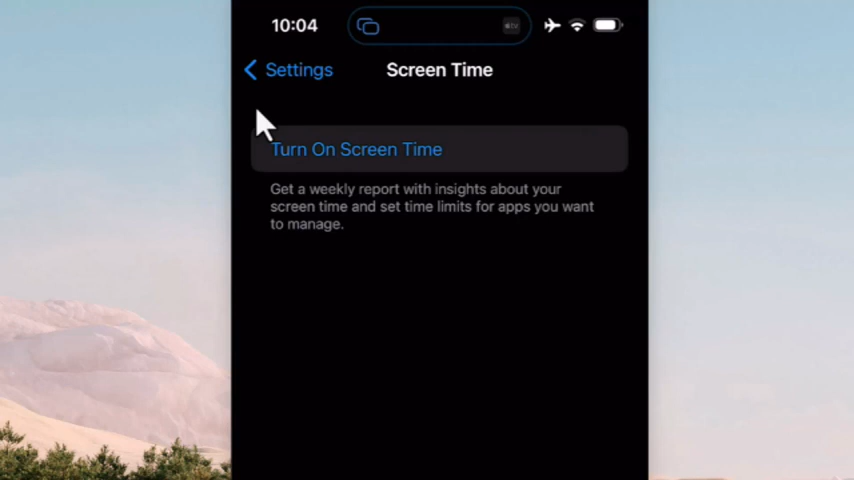 10:04
Settings
Screen Time
Turn On Screen Time
Get a weekly report with insights about your
screen time and set time limits for apps you want
to manage.